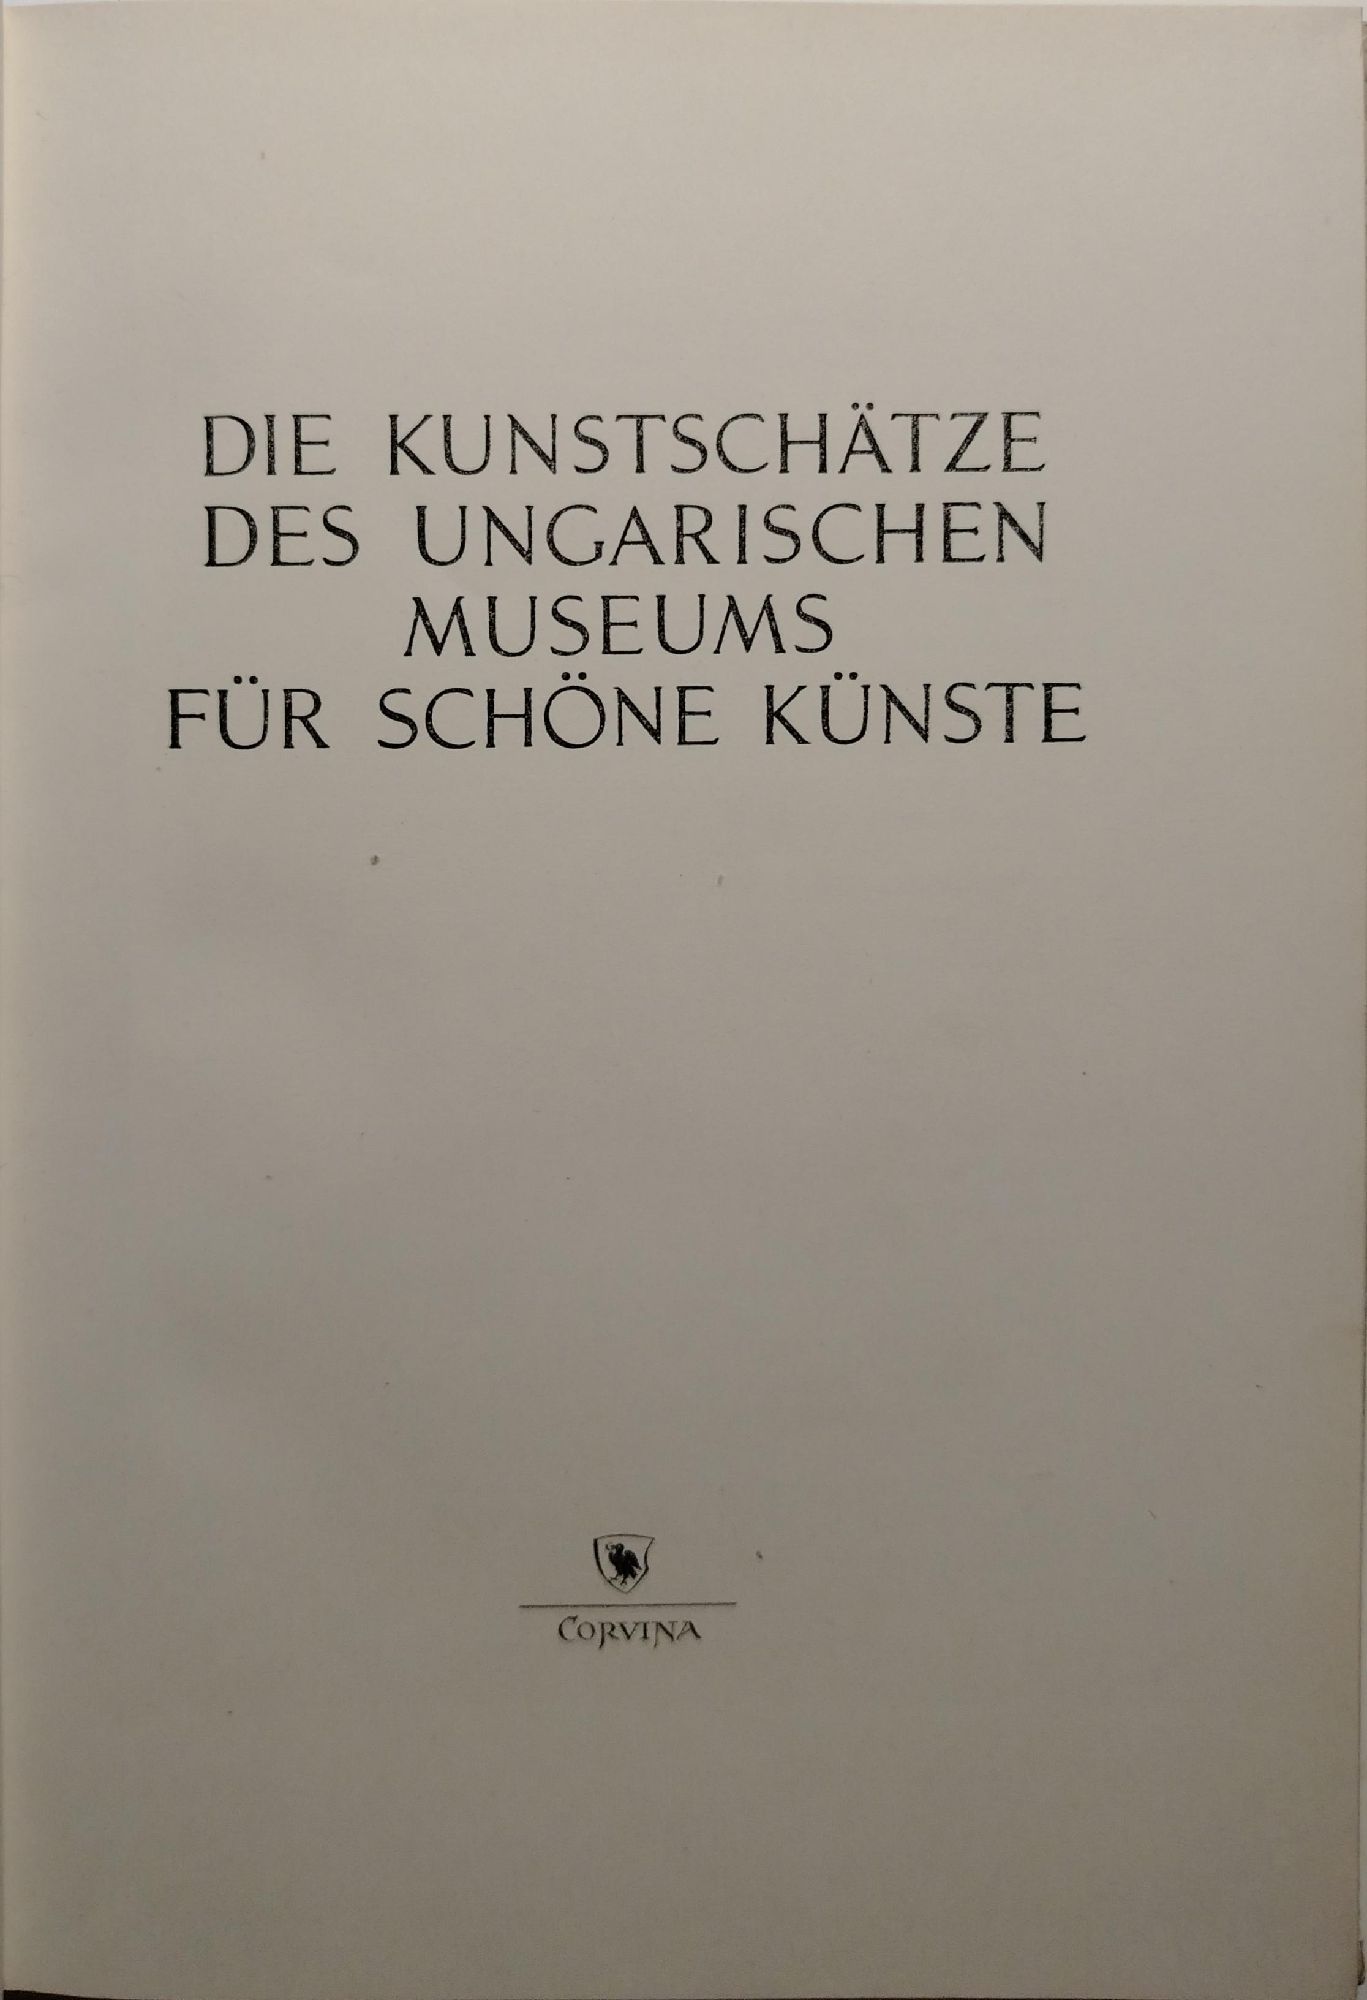 DIE KUNSTSCHÄTZE
DES UNGARISCHEN
MUSEUMS
FÜR SCHÖNE KÜNSTE
CORVINA